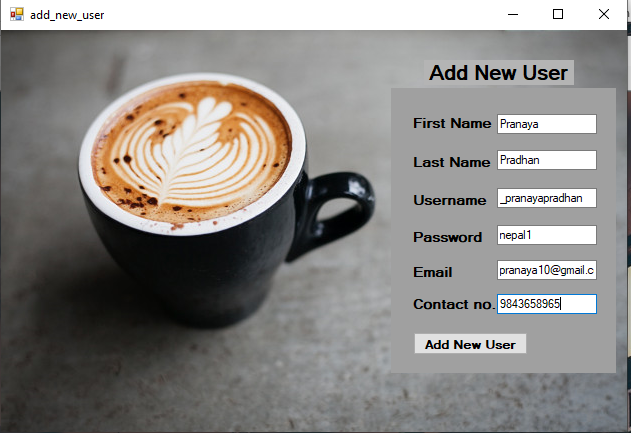 add_new_user
Add New User
First Name Pranaya
Last Name Pradhan
Username _pranayapradhan
Password nepal1
Email pranaya10@gmail.c
Contact no. 9843658965
Add New User